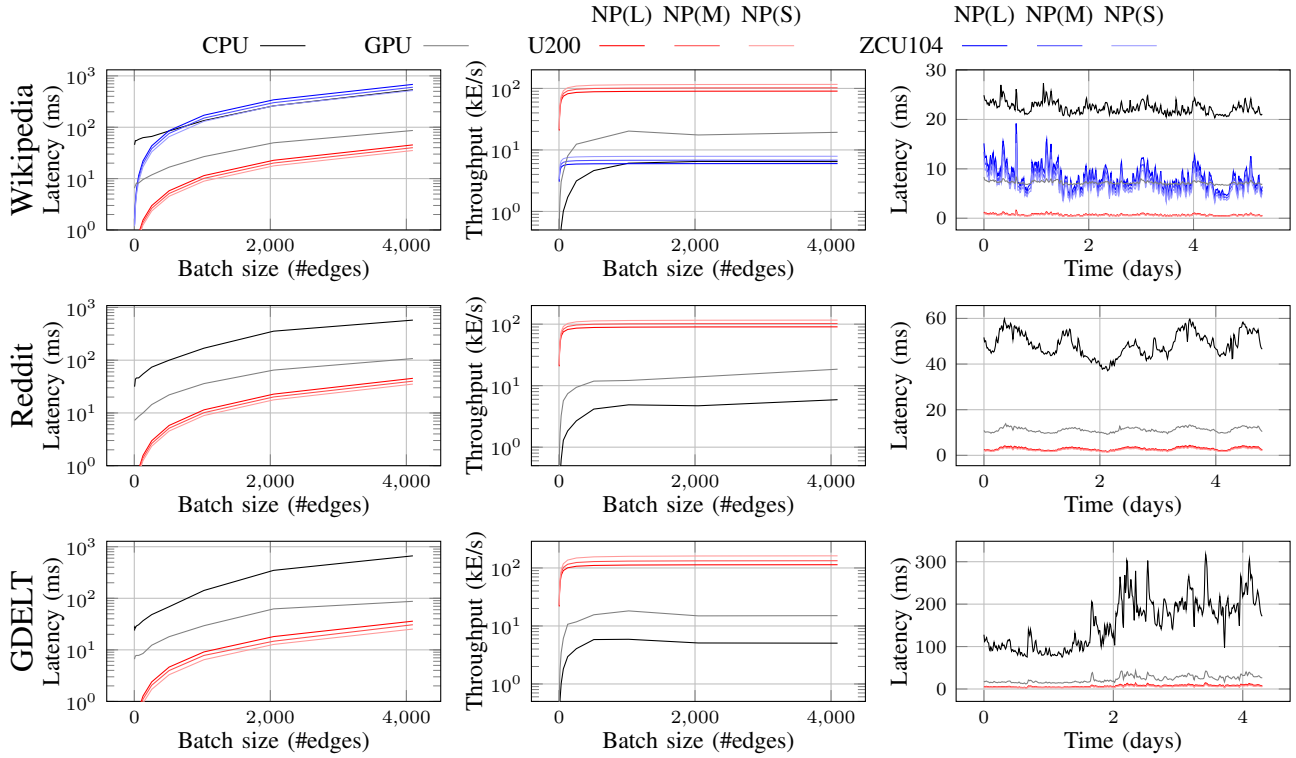 NP(L) NP(M) NP(S) NP(L) NP(M) NP(S)
CPU GPU U200 ZCU104
Wikipedia
Latency (ms)
10^3
10^2
10^1
10^0
0 2,000 4,000
Batch size (#edges)
Throughput (kE/s)
10^2
10^1
10^0
0 2,000 4,000
Batch size (#edges)
Latency (ms)
30
20
10
0
0 2 4
Time (days)
Reddit
Latency (ms)
10^3
10^2
10^1
10^0
0 2,000 4,000
Batch size (#edges)
Throughput (kE/s)
10^2
10^1
10^0
0 2,000 4,000
Batch size (#edges)
Latency (ms)
60
40
20
0
0 2 4
Time (days)
GDELT
Latency (ms)
10^3
10^2
10^1
10^0
0 2,000 4,000
Batch size (#edges)
Throughput (kE/s)
10^2
10^1
10^0
0 2,000 4,000
Batch size (#edges)
Latency (ms)
300
200
100
0
0 2 4
Time (days)